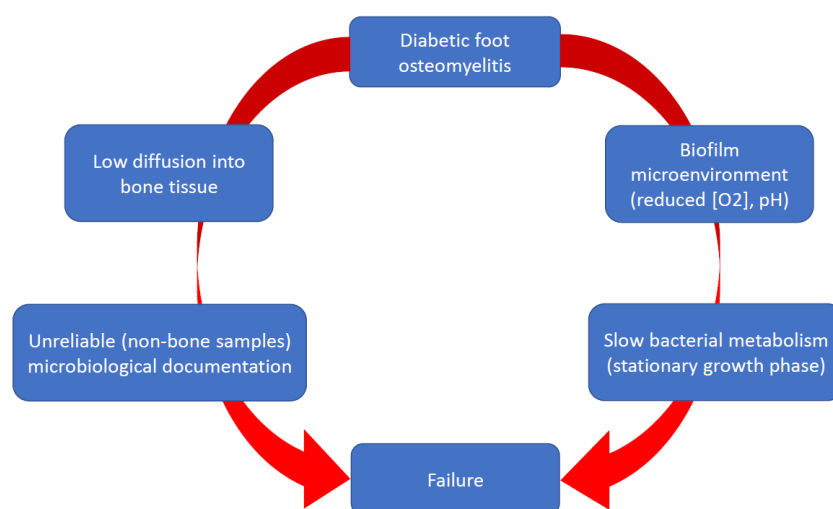 Diabetic foot
osteomyelitis
Low diffusion into
bone tissue
Biofilm
microenvironment
(reduced [O2], pH)
Unreliable (non-bone samples)
microbiological documentation
Slow bacterial metabolism
(stationary growth phase)
Failure